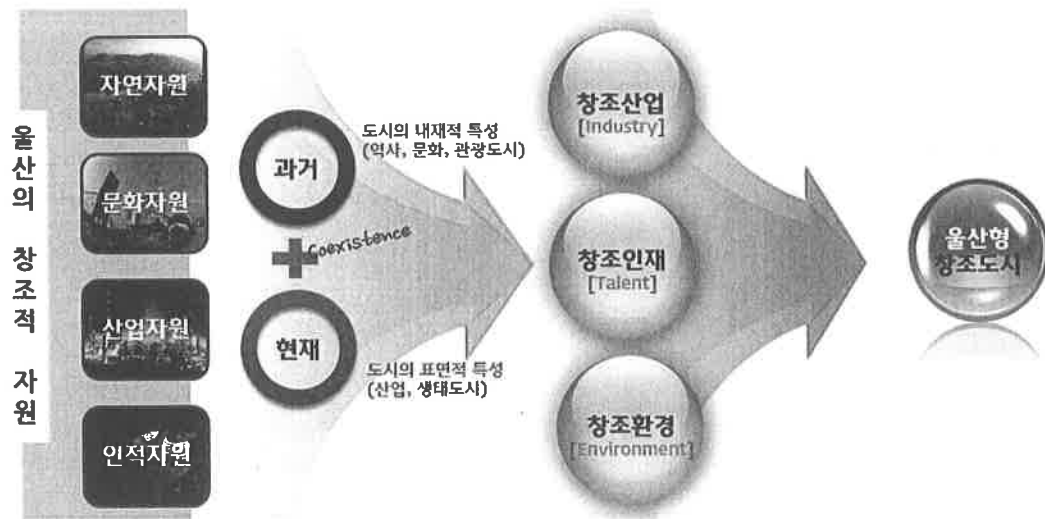 울산의 창조적 자원
자연자원
문화자원
산업자원
인적자원
과거
도시의 내재적 특성
(역사, 문화, 관광도시)
Coexistence
현재
도시의 표면적 특성
(산업, 생태도시)
창조산업
[Industry]
창조인재
[Talent]
창조환경
[Environment]
울산형
창조도시